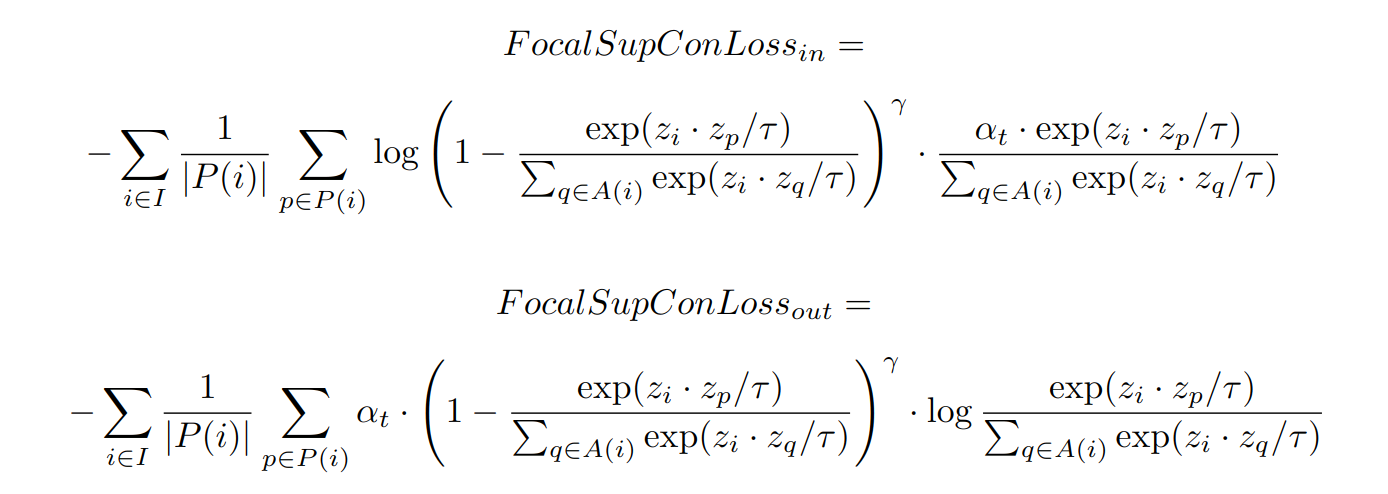 FocalSupConLoss_{in} =
-\sum_{i \in I} \frac{1}{|P(i)|} \sum_{p \in P(i)} \log \left(1 - \frac{\exp(z_i \cdot z_p/\tau)}{\sum_{q \in A(i)} \exp(z_i \cdot z_q/\tau)}\right)^{\gamma} \cdot \frac{\alpha_t \cdot \exp(z_i \cdot z_p/\tau)}{\sum_{q \in A(i)} \exp(z_i \cdot z_q/\tau)}
FocalSupConLoss_{out} =
-\sum_{i \in I} \frac{1}{|P(i)|} \sum_{p \in P(i)} \alpha_t \cdot \left(1 - \frac{\exp(z_i \cdot z_p/\tau)}{\sum_{q \in A(i)} \exp(z_i \cdot z_q/\tau)}\right)^{\gamma} \cdot \log \frac{\exp(z_i \cdot z_p/\tau)}{\sum_{q \in A(i)} \exp(z_i \cdot z_q/\tau)}